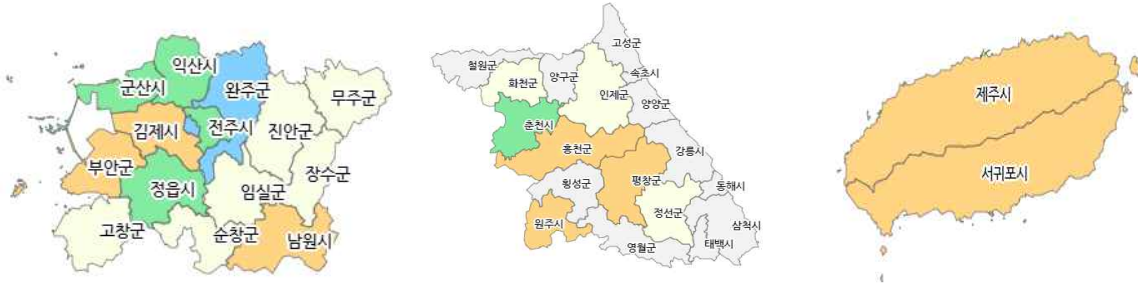 익산시
군산시
완주군
무주군
김제시
전주시
진안군
부안군
정읍시
장수군
임실군
고창군
순창군
남원시
고성군
철원군
속초시
화천군
양구군
인제군
양양군
춘천시
홍천군
강릉시
횡성군
평창군
동해시
원주시
정선군
삼척시
영월군
태백시
제주시
서귀포시